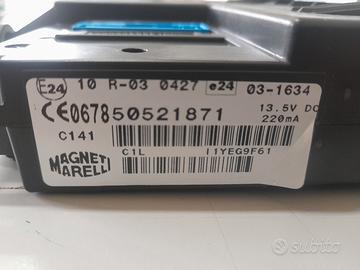 E24 10 R-03 0427 e24 03-1634
CE0678 50521871 13.5V DC
220mA
C141
MAGNETI
MARELLI
C1L I1YEG9F61
subito